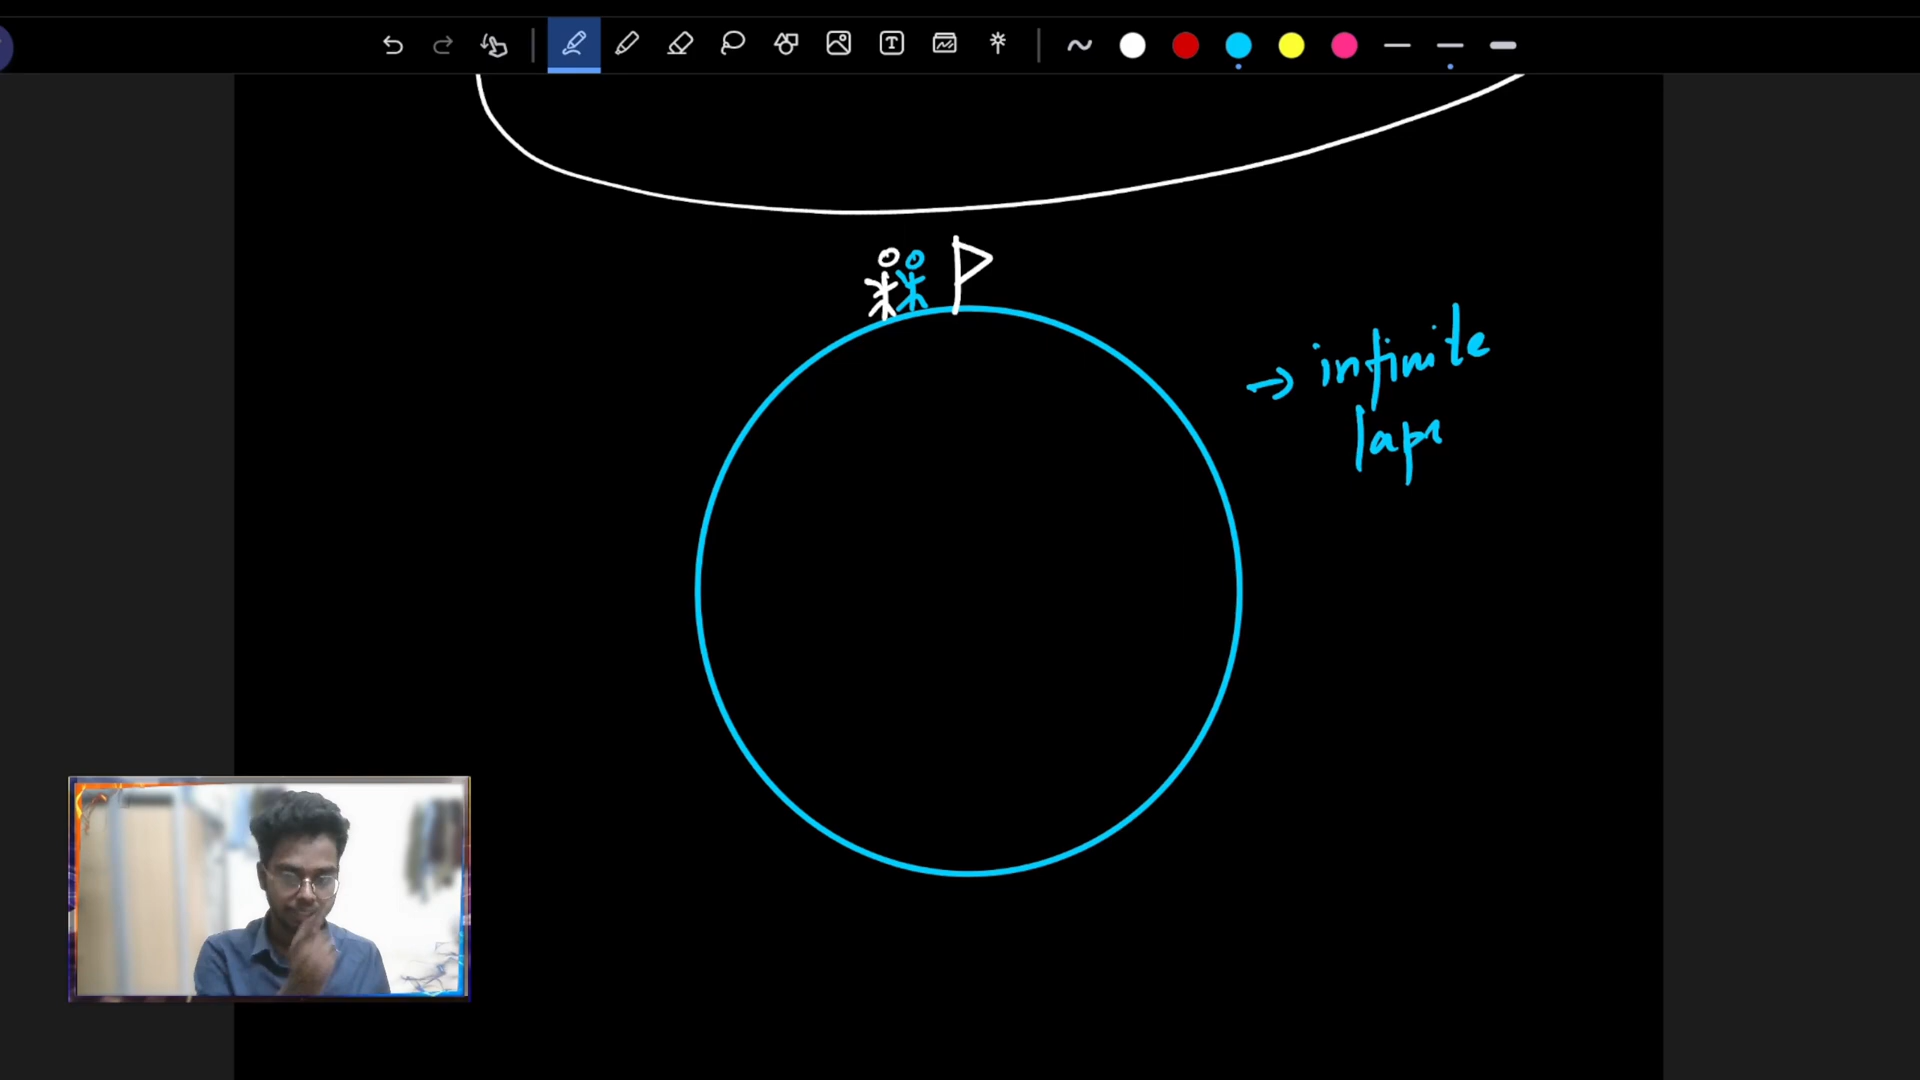 → infinite
laps